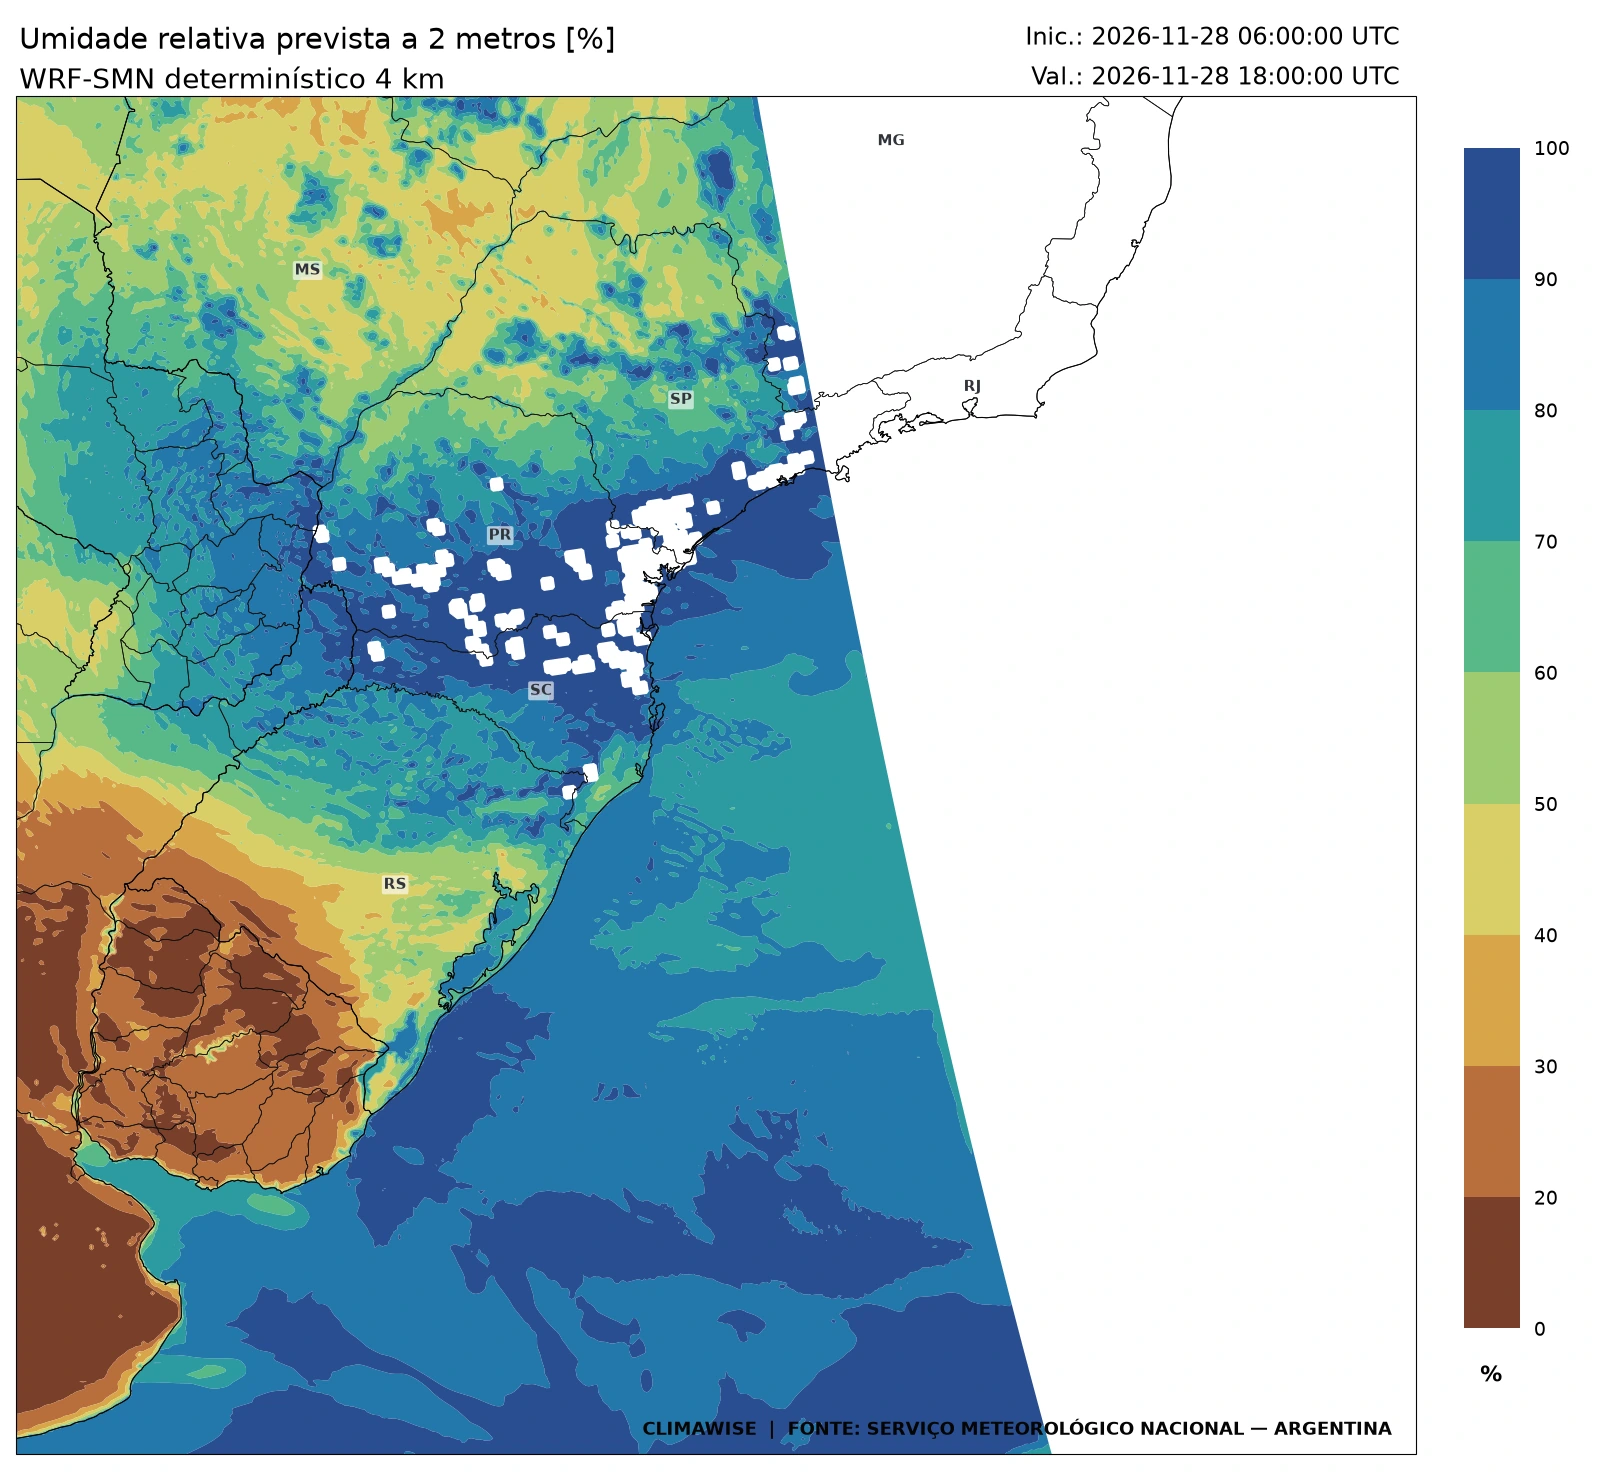 Umidade relativa prevista a 2 metros [%]
WRF-SMN determinístico 4 km
Inic.: 2026-11-28 06:00:00 UTC
Val.: 2026-11-28 18:00:00 UTC
MG
MS
RJ
SP
PR
SC
RS
100
90
80
70
60
50
40
30
20
0
%
CLIMAWISE | FONTE: SERVIÇO METEOROLÓGICO NACIONAL — ARGENTINA